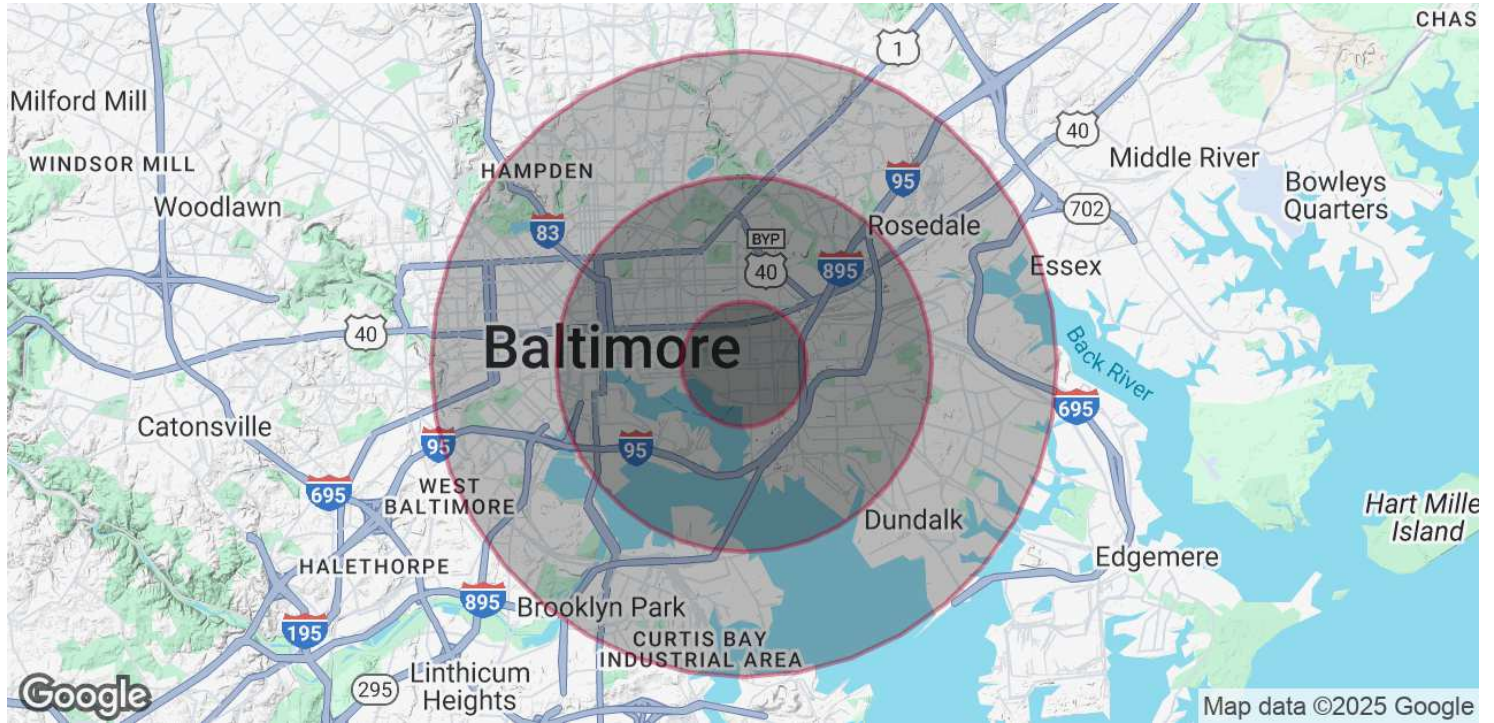 CHAS
1
Milford Mill
40
Middle River
WINDSOR MILL
HAMPDEN
95
Bowleys
Quarters
Woodlawn
702
Rosedale
83
BYP
40
895
Essex
40
Baltimore
Back River
695
Catonsville
95
95
695
WEST
BALTIMORE
Hart Mille
Island
Dundalk
Edgemere
HALETHORPE
895
Brooklyn Park
195
CURTIS BAY
INDUSTRIAL AREA
Linthicum
Heights
295
Google
Map data ©2025 Google